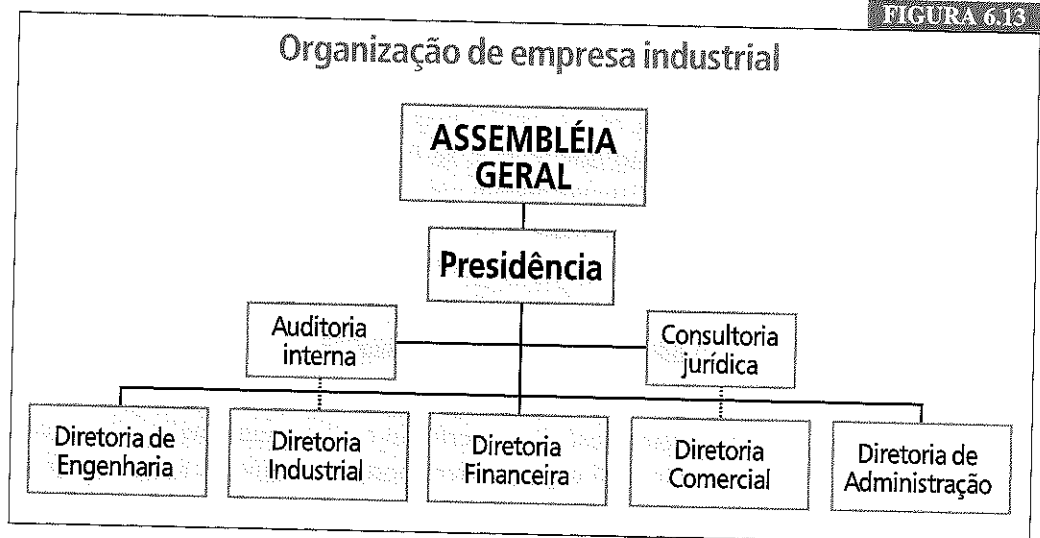 FIGURA 6.13
Organização de empresa industrial
ASSEMBLÉIA
GERAL
Presidência
Auditoria
interna
Consultoria
jurídica
Diretoria de
Engenharia
Diretoria
Industrial
Diretoria
Financeira
Diretoria
Comercial
Diretoria de
Administração